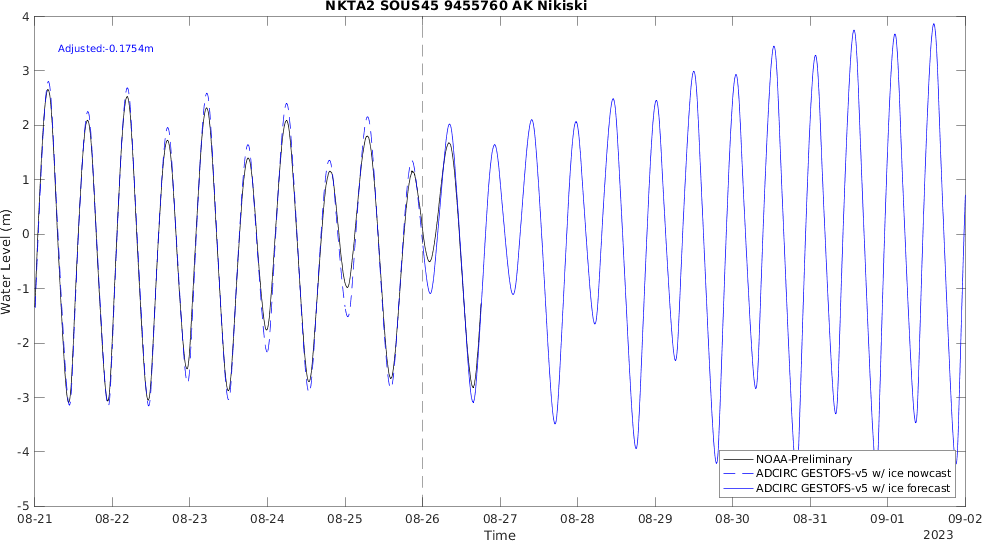 NKTA2 SOUS45 9455760 AK Nikiski
Adjusted:-0.1754m
Water Level (m)
4
3
2
1
0
-1
-2
-3
-4
-5
NOAA-Preliminary
ADCIRC GESTOFS-v5 w/ ice nowcast
ADCIRC GESTOFS-v5 w/ ice forecast
08-21 08-22 08-23 08-24 08-25 08-26 08-27 08-28 08-29 08-30 08-31 09-01 09-02
Time
2023